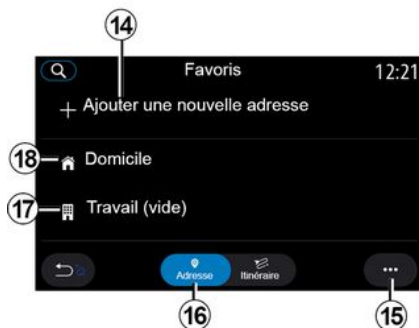 14
Favoris 12:21
Ajouter une nouvelle adresse
18 Domicile
17 Travail (vide)
Adresse Itinéraire
16 15